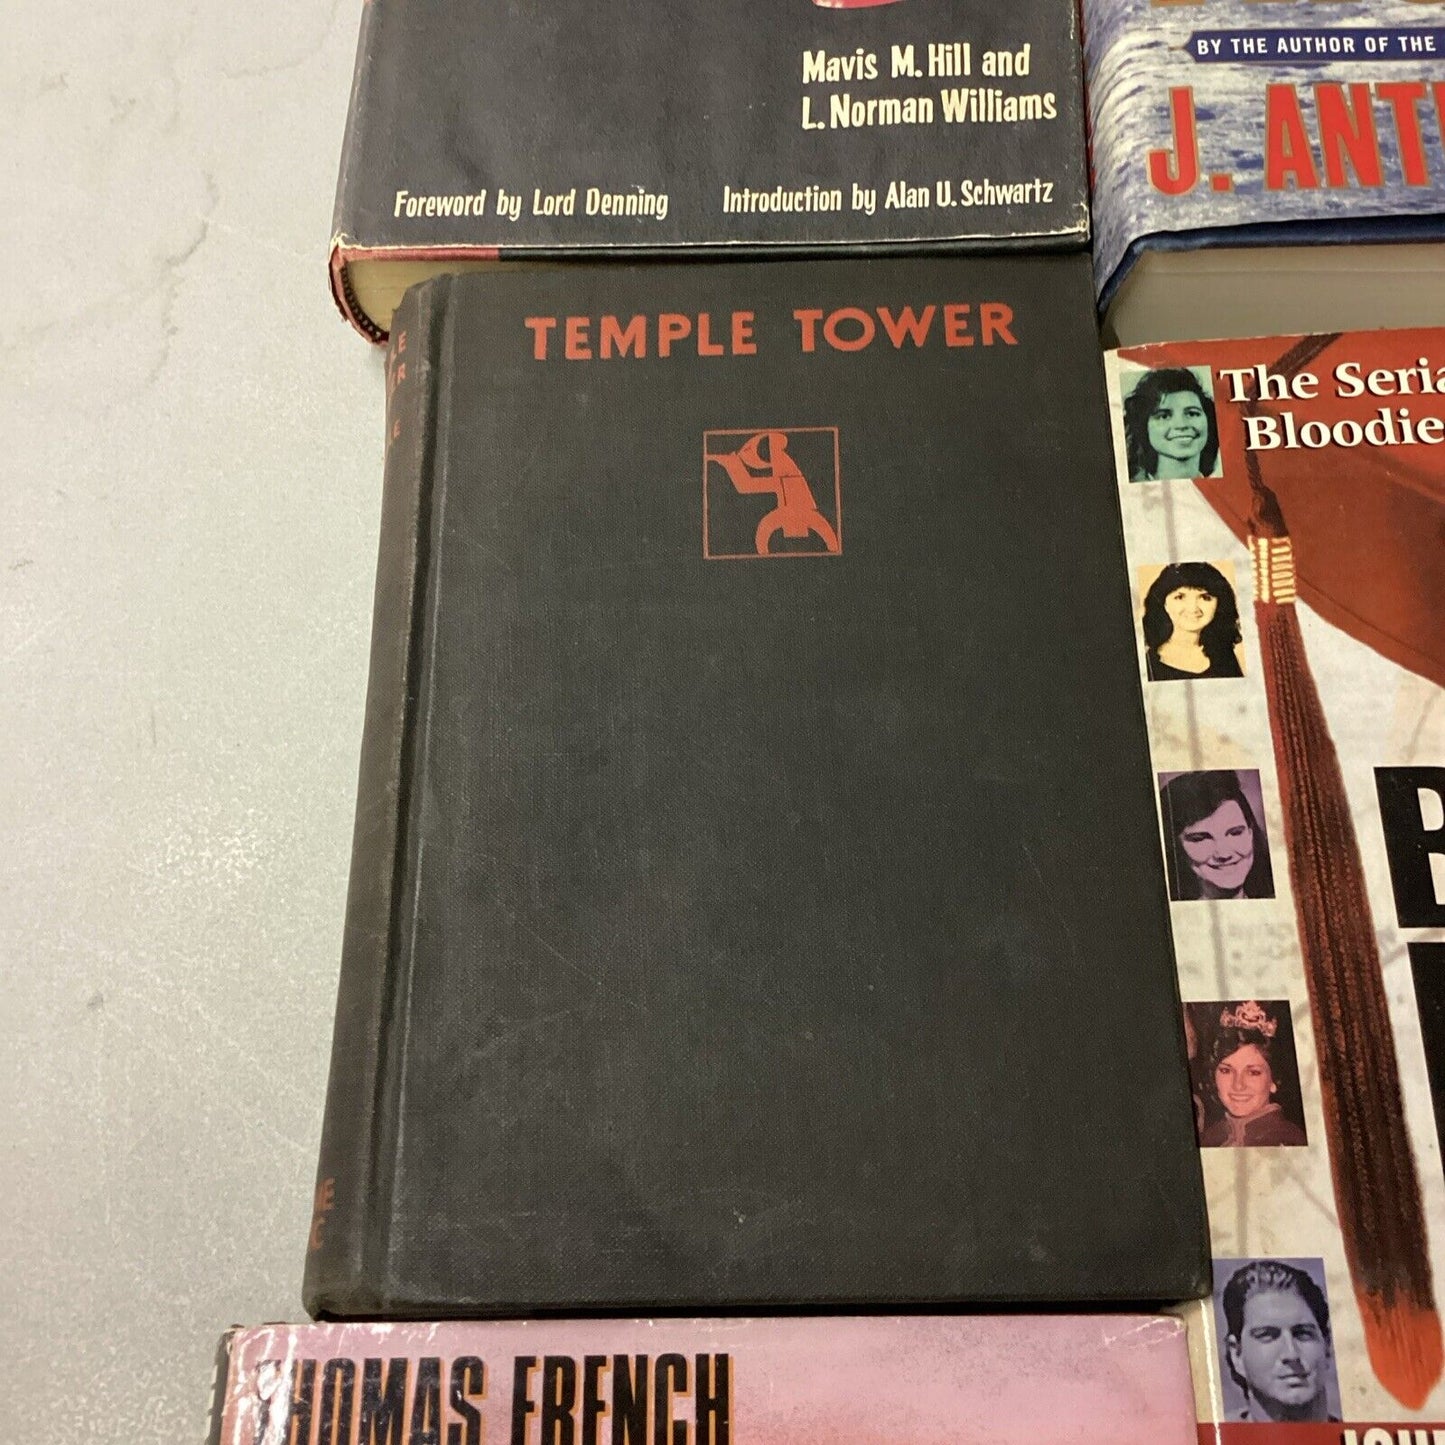 Mavis M. Hill and
L. Norman Williams
Foreword by Lord Denning
Introduction by Alan U. Schwartz
BY THE AUTHOR OF THE
J. ANT
TEMPLE TOWER
The Seria
Bloodie
B
THOMAS FRENCH